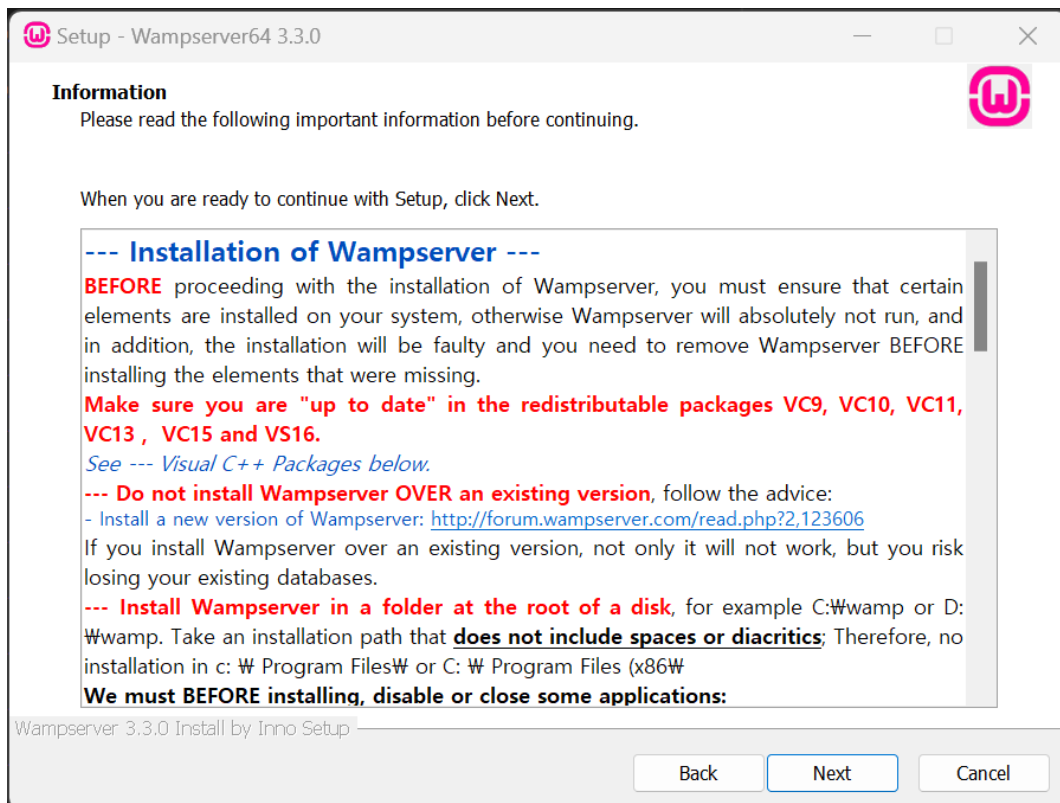 Setup - Wampserver64 3.3.0
Information
Please read the following important information before continuing.
When you are ready to continue with Setup, click Next.
--- Installation of Wampserver ---
BEFORE proceeding with the installation of Wampserver, you must ensure that certain
elements are installed on your system, otherwise Wampserver will absolutely not run, and
in addition, the installation will be faulty and you need to remove Wampserver BEFORE
installing the elements that were missing.
Make sure you are "up to date" in the redistributable packages VC9, VC10, VC11,
VC13 , VC15 and VS16.
See --- Visual C++ Packages below.
--- Do not install Wampserver OVER an existing version, follow the advice:
- Install a new version of Wampserver: http://forum.wampserver.com/read.php?2,123606
If you install Wampserver over an existing version, not only it will not work, but you risk
losing your existing databases.
--- Install Wampserver in a folder at the root of a disk, for example C:₩wamp or D:
₩wamp. Take an installation path that does not include spaces or diacritics; Therefore, no
installation in c: ₩ Program Files₩ or C: ₩ Program Files (x86₩
We must BEFORE installing, disable or close some applications:
Wampserver 3.3.0 Install by Inno Setup
Back Next Cancel